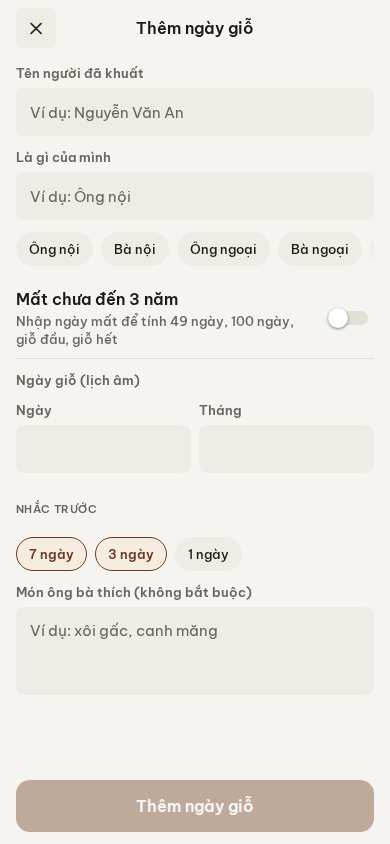 Thêm ngày giỗ
Tên người đã khuất
Ví dụ: Nguyễn Văn An
Là gì của mình
Ví dụ: Ông nội
Ông nội Bà nội Ông ngoại Bà ngoại
Mất chưa đến 3 năm
Nhập ngày mất để tính 49 ngày, 100 ngày,
giỗ đầu, giỗ hết
Ngày giỗ (lịch âm)
Ngày Tháng
NHẮC TRƯỚC
7 ngày 3 ngày 1 ngày
Món ông bà thích (không bắt buộc)
Ví dụ: xôi gấc, canh măng
Thêm ngày giỗ